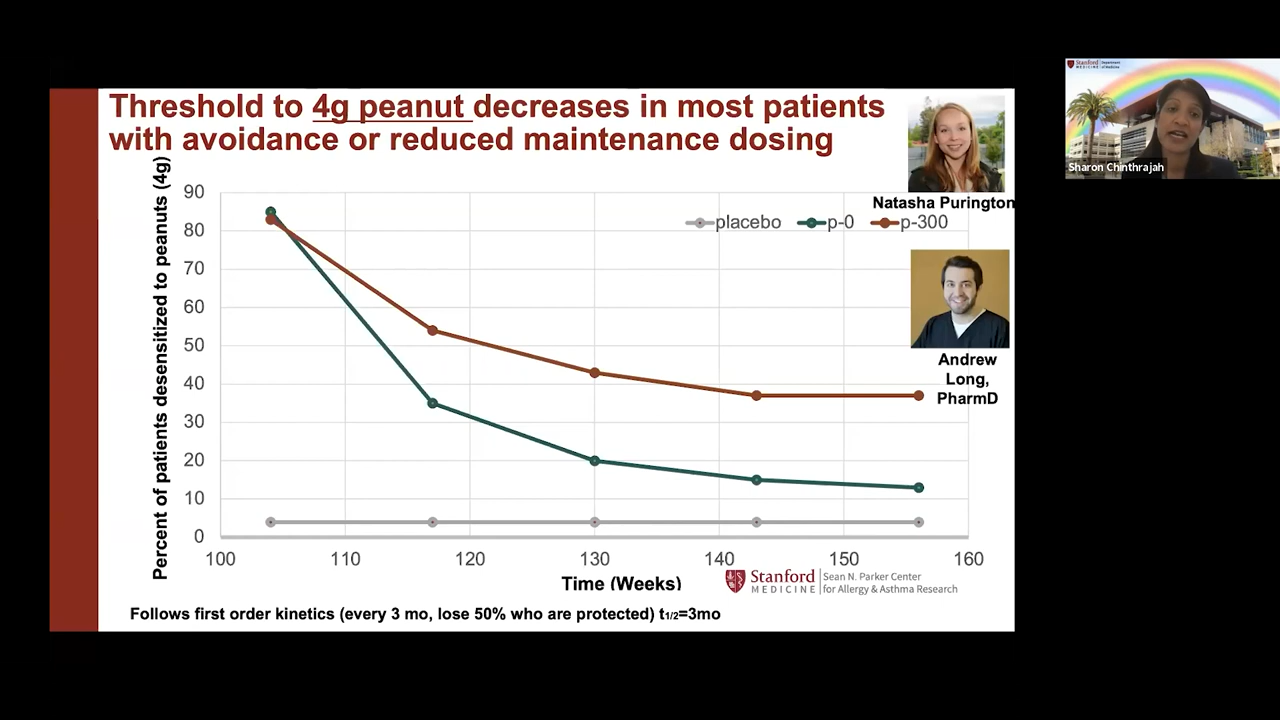 Threshold to 4g peanut decreases in most patients
with avoidance or reduced maintenance dosing
Natasha Purington
Andrew
Long,
PharmD
Percent of patients desensitized to peanuts (4g)
90
80
70
60
50
40
30
20
10
0
placebo
p-0
p-300
100
110
120
130
140
150
160
Time (Weeks)
Stanford
MEDICINE
Sean N. Parker Center
for Allergy & Asthma Research
Follows first order kinetics (every 3 mo, lose 50% who are protected) t1/2=3mo
Stanford
MEDICINE
Sharon Chinthrajah